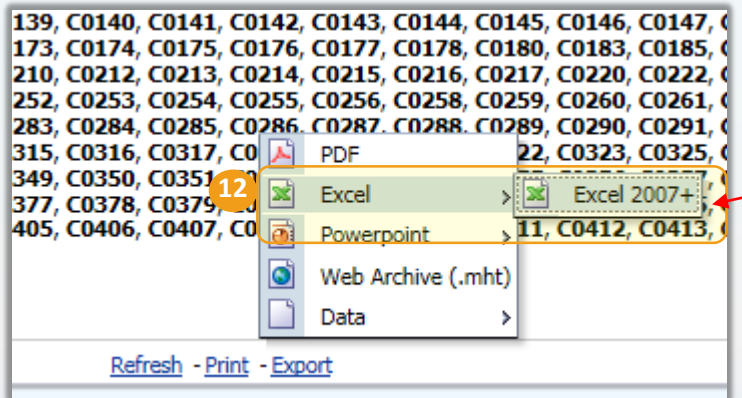 139, C0140, C0141, C0142, C0143, C0144, C0145, C0146, C0147,
173, C0174, C0175, C0176, C0177, C0178, C0180, C0183, C0185,
210, C0212, C0213, C0214, C0215, C0216, C0217, C0220, C0222,
252, C0253, C0254, C0255, C0256, C0258, C0259, C0260, C0261,
283, C0284, C0285, C0286, C0287, C0288, C0289, C0290, C0291,
315, C0316, C0317, 22, C0323, C0325,
349, C0350, C0351
377, C0378, C0379,
405, C0406, C0407, 11, C0412, C0413,
12
PDF
Excel
Excel 2007+
Powerpoint
Web Archive (.mht)
Data
Refresh - Print - Export